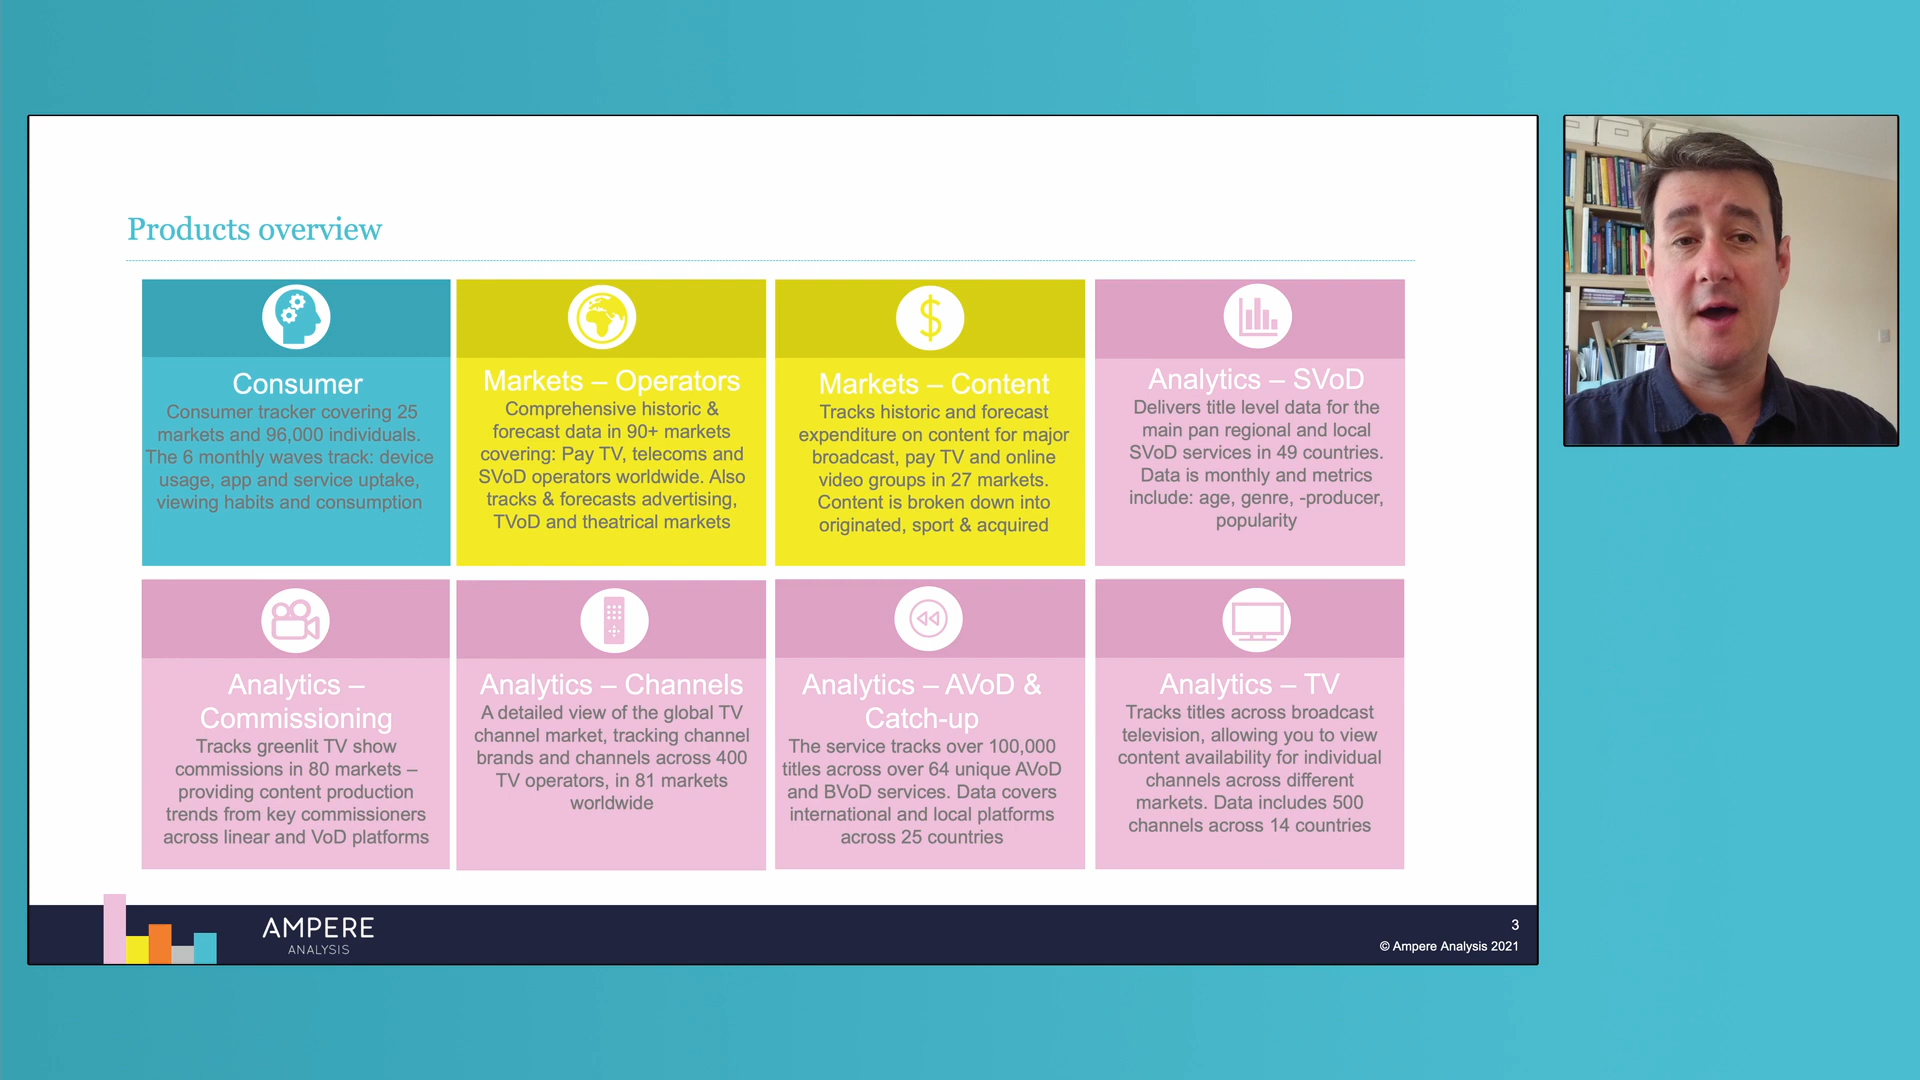 Products overview
Consumer
Consumer tracker covering 25
markets and 96,000 individuals.
The 6 monthly waves track: device
usage, app and service uptake,
viewing habits and consumption
Markets – Operators
Comprehensive historic &
forecast data in 90+ markets
covering: Pay TV, telecoms and
SVoD operators worldwide. Also
tracks & forecasts advertising,
TVoD and theatrical markets
$
Markets – Content
Tracks historic and forecast
expenditure on content for major
broadcast, pay TV and online
video groups in 27 markets.
Content is broken down into
originated, sport & acquired
Analytics – SVoD
Delivers title level data for the
main pan regional and local
SVoD services in 49 countries.
Data is monthly and metrics
include: age, genre, -producer,
popularity
Analytics –
Commissioning
Tracks greenlit TV show
commissions in 80 markets –
providing content production
trends from key commissioners
across linear and VoD platforms
Analytics – Channels
A detailed view of the global TV
channel market, tracking channel
brands and channels across 400
TV operators, in 81 markets
worldwide
Analytics – AVoD &
Catch-up
The service tracks over 100,000
titles across over 64 unique AVoD
and BVoD services. Data covers
international and local platforms
across 25 countries
Analytics – TV
Tracks titles across broadcast
television, allowing you to view
content availability for individual
channels across different
markets. Data includes 500
channels across 14 countries
AMPERE
ANALYSIS
3
© Ampere Analysis 2021